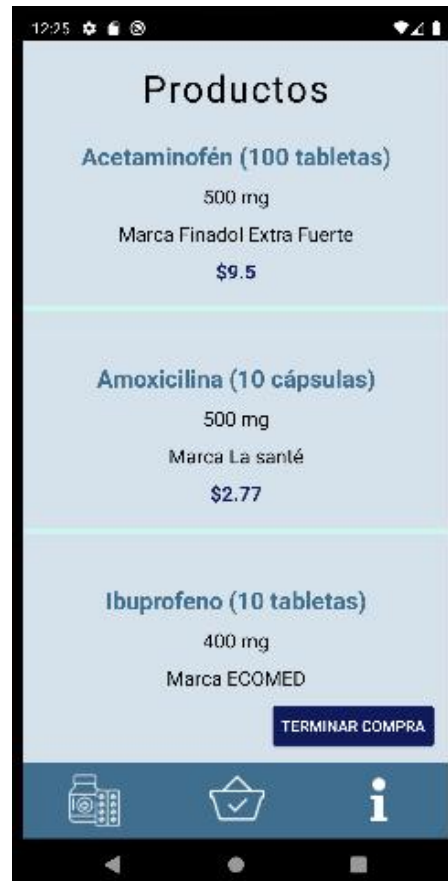 12:25
Productos
Acetaminofén (100 tabletas)
500 mg
Marca Finadol Extra Fuerte
$9.5
Amoxicilina (10 cápsulas)
500 mg
Marca La santé
$2.77
Ibuprofeno (10 tabletas)
400 mg
Marca ECOMED
TERMINAR COMPRA